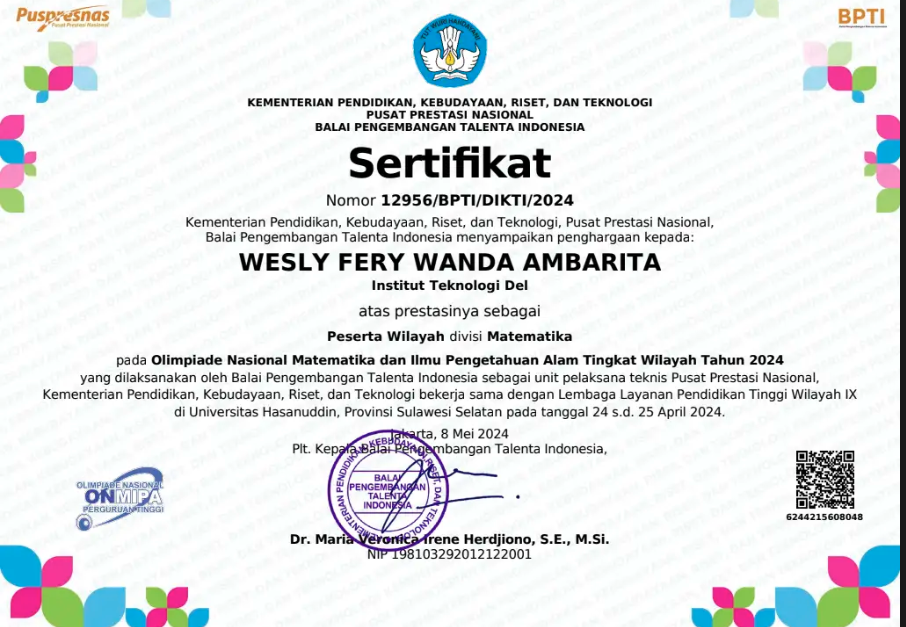 Puspresnas
Pusat Prestasi Nasional
BPTI
TUT WURI HANDAYANI
KEMENTERIAN PENDIDIKAN, KEBUDAYAAN, RISET, DAN TEKNOLOGI
PUSAT PRESTASI NASIONAL
BALAI PENGEMBANGAN TALENTA INDONESIA
Sertifikat
Nomor 12956/BPTI/DIKTI/2024
Kementerian Pendidikan, Kebudayaan, Riset, dan Teknologi, Pusat Prestasi Nasional,
Balai Pengembangan Talenta Indonesia menyampaikan penghargaan kepada:
WESLY FERY WANDA AMBARITA
Institut Teknologi Del
atas prestasinya sebagai
Peserta Wilayah divisi Matematika
pada Olimpiade Nasional Matematika dan Ilmu Pengetahuan Alam Tingkat Wilayah Tahun 2024
yang dilaksanakan oleh Balai Pengembangan Talenta Indonesia sebagai unit pelaksana teknis Pusat Prestasi Nasional,
Kementerian Pendidikan, Kebudayaan, Riset, dan Teknologi bekerja sama dengan Lembaga Layanan Pendidikan Tinggi Wilayah IX
di Universitas Hasanuddin, Provinsi Sulawesi Selatan pada tanggal 24 s.d. 25 April 2024.
Jakarta, 8 Mei 2024
Plt. Kepala Balai Pengembangan Talenta Indonesia,
KEMENTERIAN PENDIDIKAN KEBUDAYAAN, RISET, DAN TEKNOLOGI
BALAI
PENGEMBANGAN
TALENTA
INDONESIA
OLIMPIADE NASIONAL
ONMIPA
PERGURUAN TINGGI
6244215608048
Dr. Maria Veronica Irene Herdjiono, S.E., M.Si.
NIP 198103292012122001